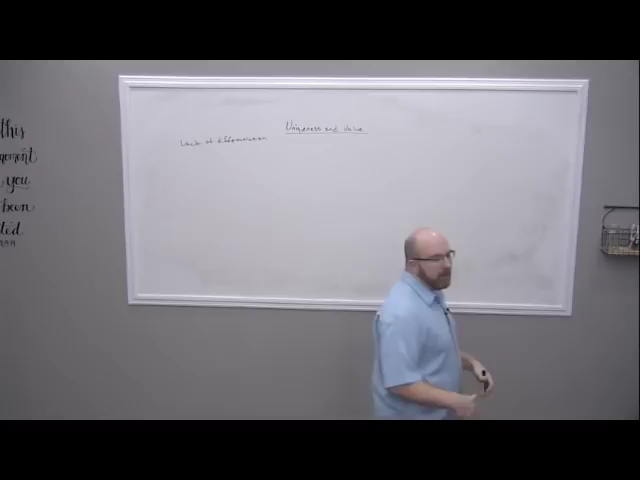 Uniqueness and Value
Lack of differentiation
this
moment
you
been